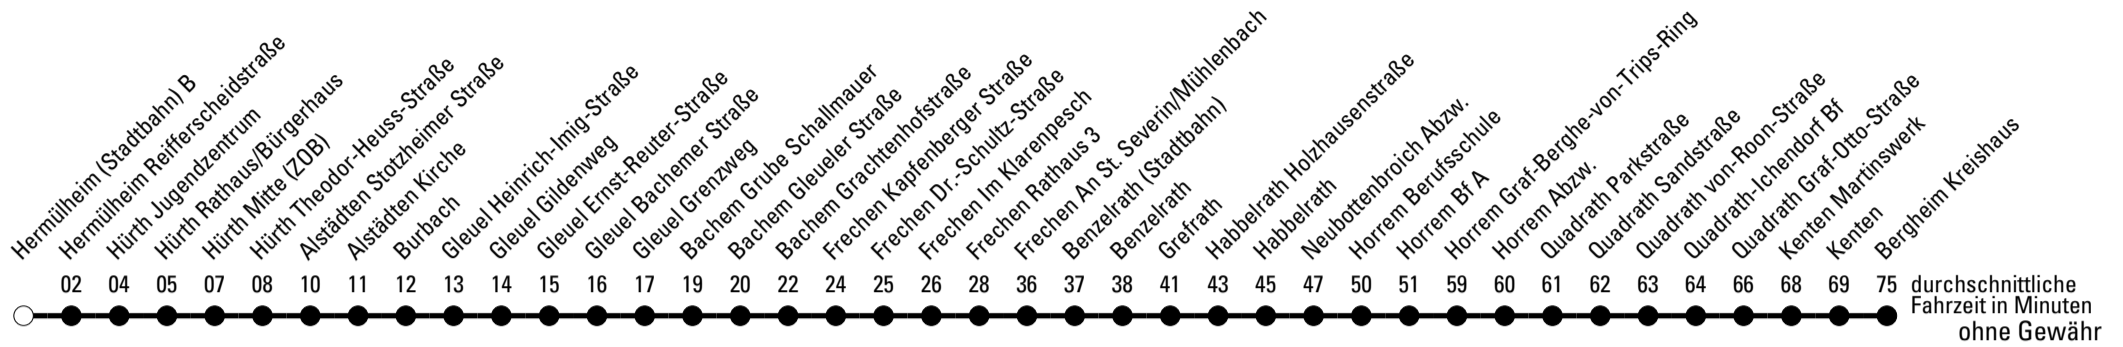 Hermülheim (Stadtbahn) B
Hermülheim Reifferscheidstraße
Hürth Jugendzentrum
Hürth Rathaus/Bürgerhaus
Hürth Mitte (ZOB)
Hürth Theodor-Heuss-Straße
Alstädten Stotzheimer Straße
Alstädten Kirche
Burbach
Gleuel Heinrich-Imig-Straße
Gleuel Gildenweg
Gleuel Ernst-Reuter-Straße
Gleuel Bachemer Straße
Gleuel Grenzweg
Bachem Grube Schallmauer
Bachem Gleueler Straße
Bachem Grachtenhofstraße
Frechen Kapfenberger Straße
Frechen Dr.-Schultz-Straße
Frechen Im Klarenpesch
Frechen Rathaus 3
Frechen An St. Severin/Mühlenbach
Benzelrath (Stadtbahn)
Benzelrath
Grefrath
Habbelrath Holzhausenstraße
Habbelrath
Neubottenbroich Abzw.
Horrem Berufsschule
Horrem Bf A
Horrem Graf-Berghe-von-Trips-Ring
Horrem Abzw.
Quadrath Parkstraße
Quadrath Sandstraße
Quadrath von-Roon-Straße
Quadrath-Ichendorf Bf
Quadrath Graf-Otto-Straße
Kenten Martinswerk
Kenten
Bergheim Kreishaus
02 04 05 07 08 10 11 12 13 14 15 16 17 19 20 22 24 25 26 28 36 37 38 41 43 45 47 50 51 59 60 61 62 63 64 66 68 69 75 durchschnittliche
Fahrzeit in Minuten
ohne Gewähr